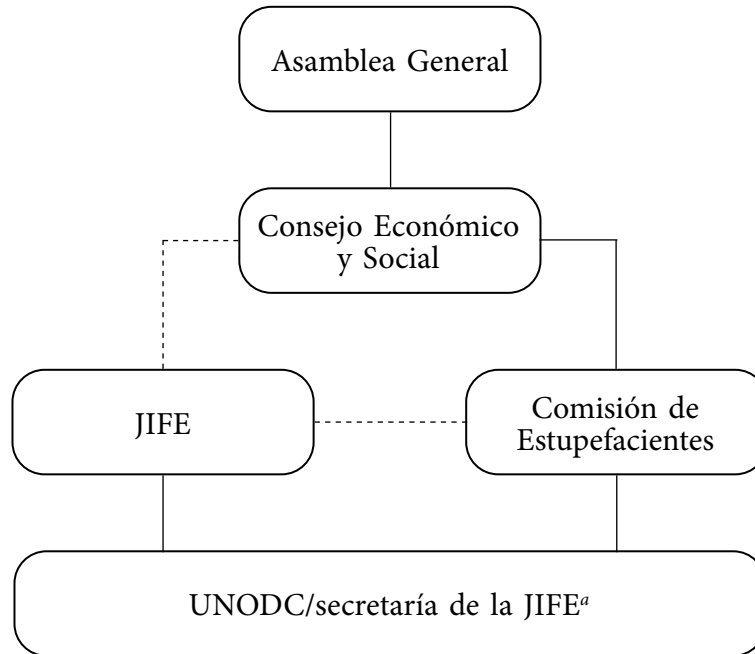 Asamblea General
Consejo Económico
y Social
JIFE
Comisión de
Estupefacientes
UNODC/secretaría de la JIFEª